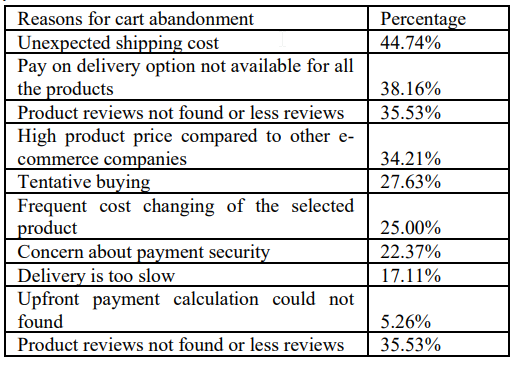 Reasons for cart abandonment Percentage
Unexpected shipping cost 44.74%
Pay on delivery option not available for all
the products 38.16%
Product reviews not found or less reviews 35.53%
High product price compared to other e-
commerce companies 34.21%
Tentative buying 27.63%
Frequent cost changing of the selected
product 25.00%
Concern about payment security 22.37%
Delivery is too slow 17.11%
Upfront payment calculation could not
found 5.26%
Product reviews not found or less reviews 35.53%